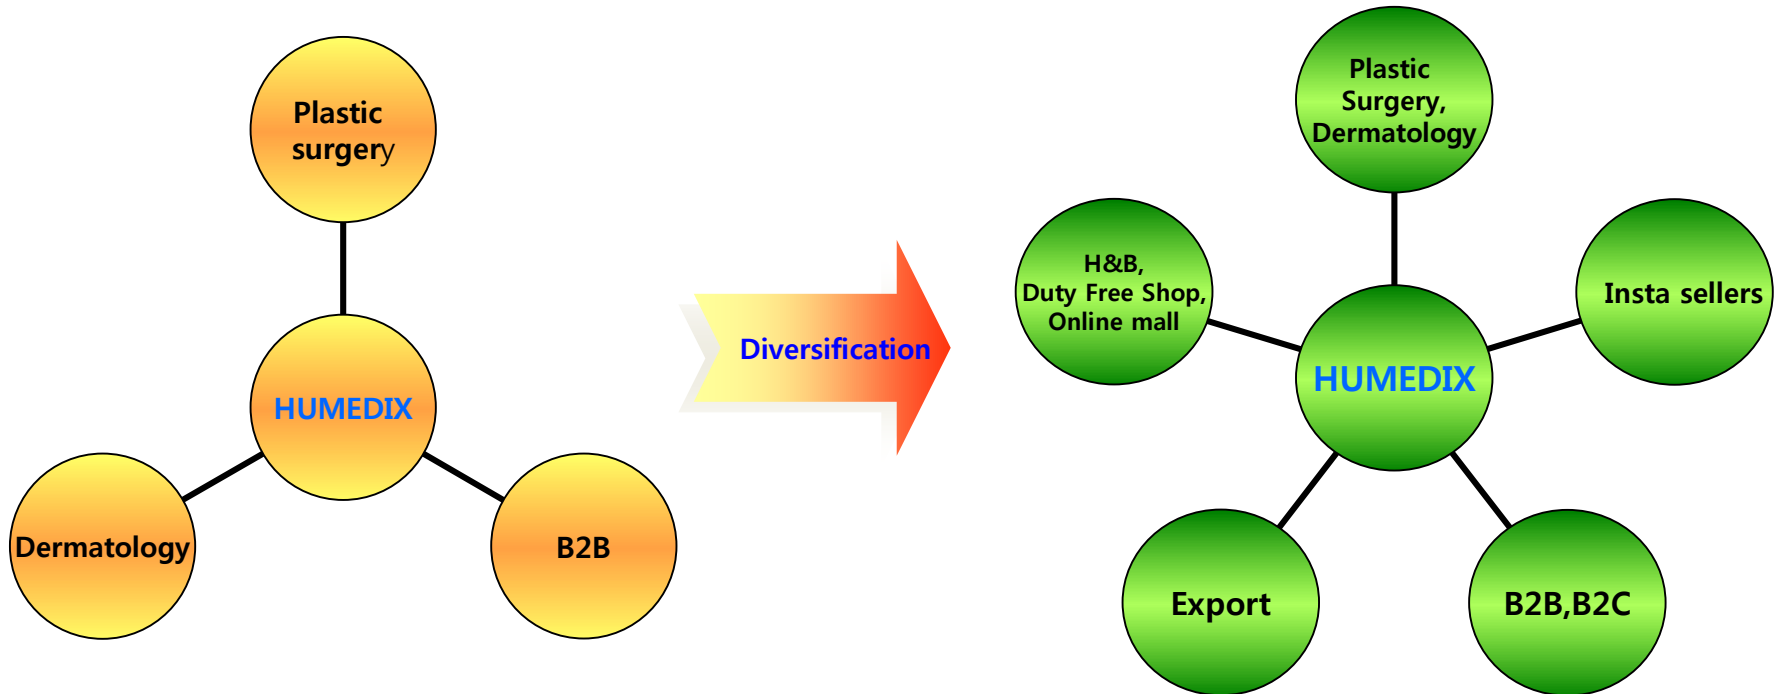 Plastic
surgery
HUMEDIX
Dermatology
B2B
Diversification
Plastic
Surgery,
Dermatology
H&B,
Duty Free Shop,
Online mall
Insta sellers
HUMEDIX
Export
B2B,B2C